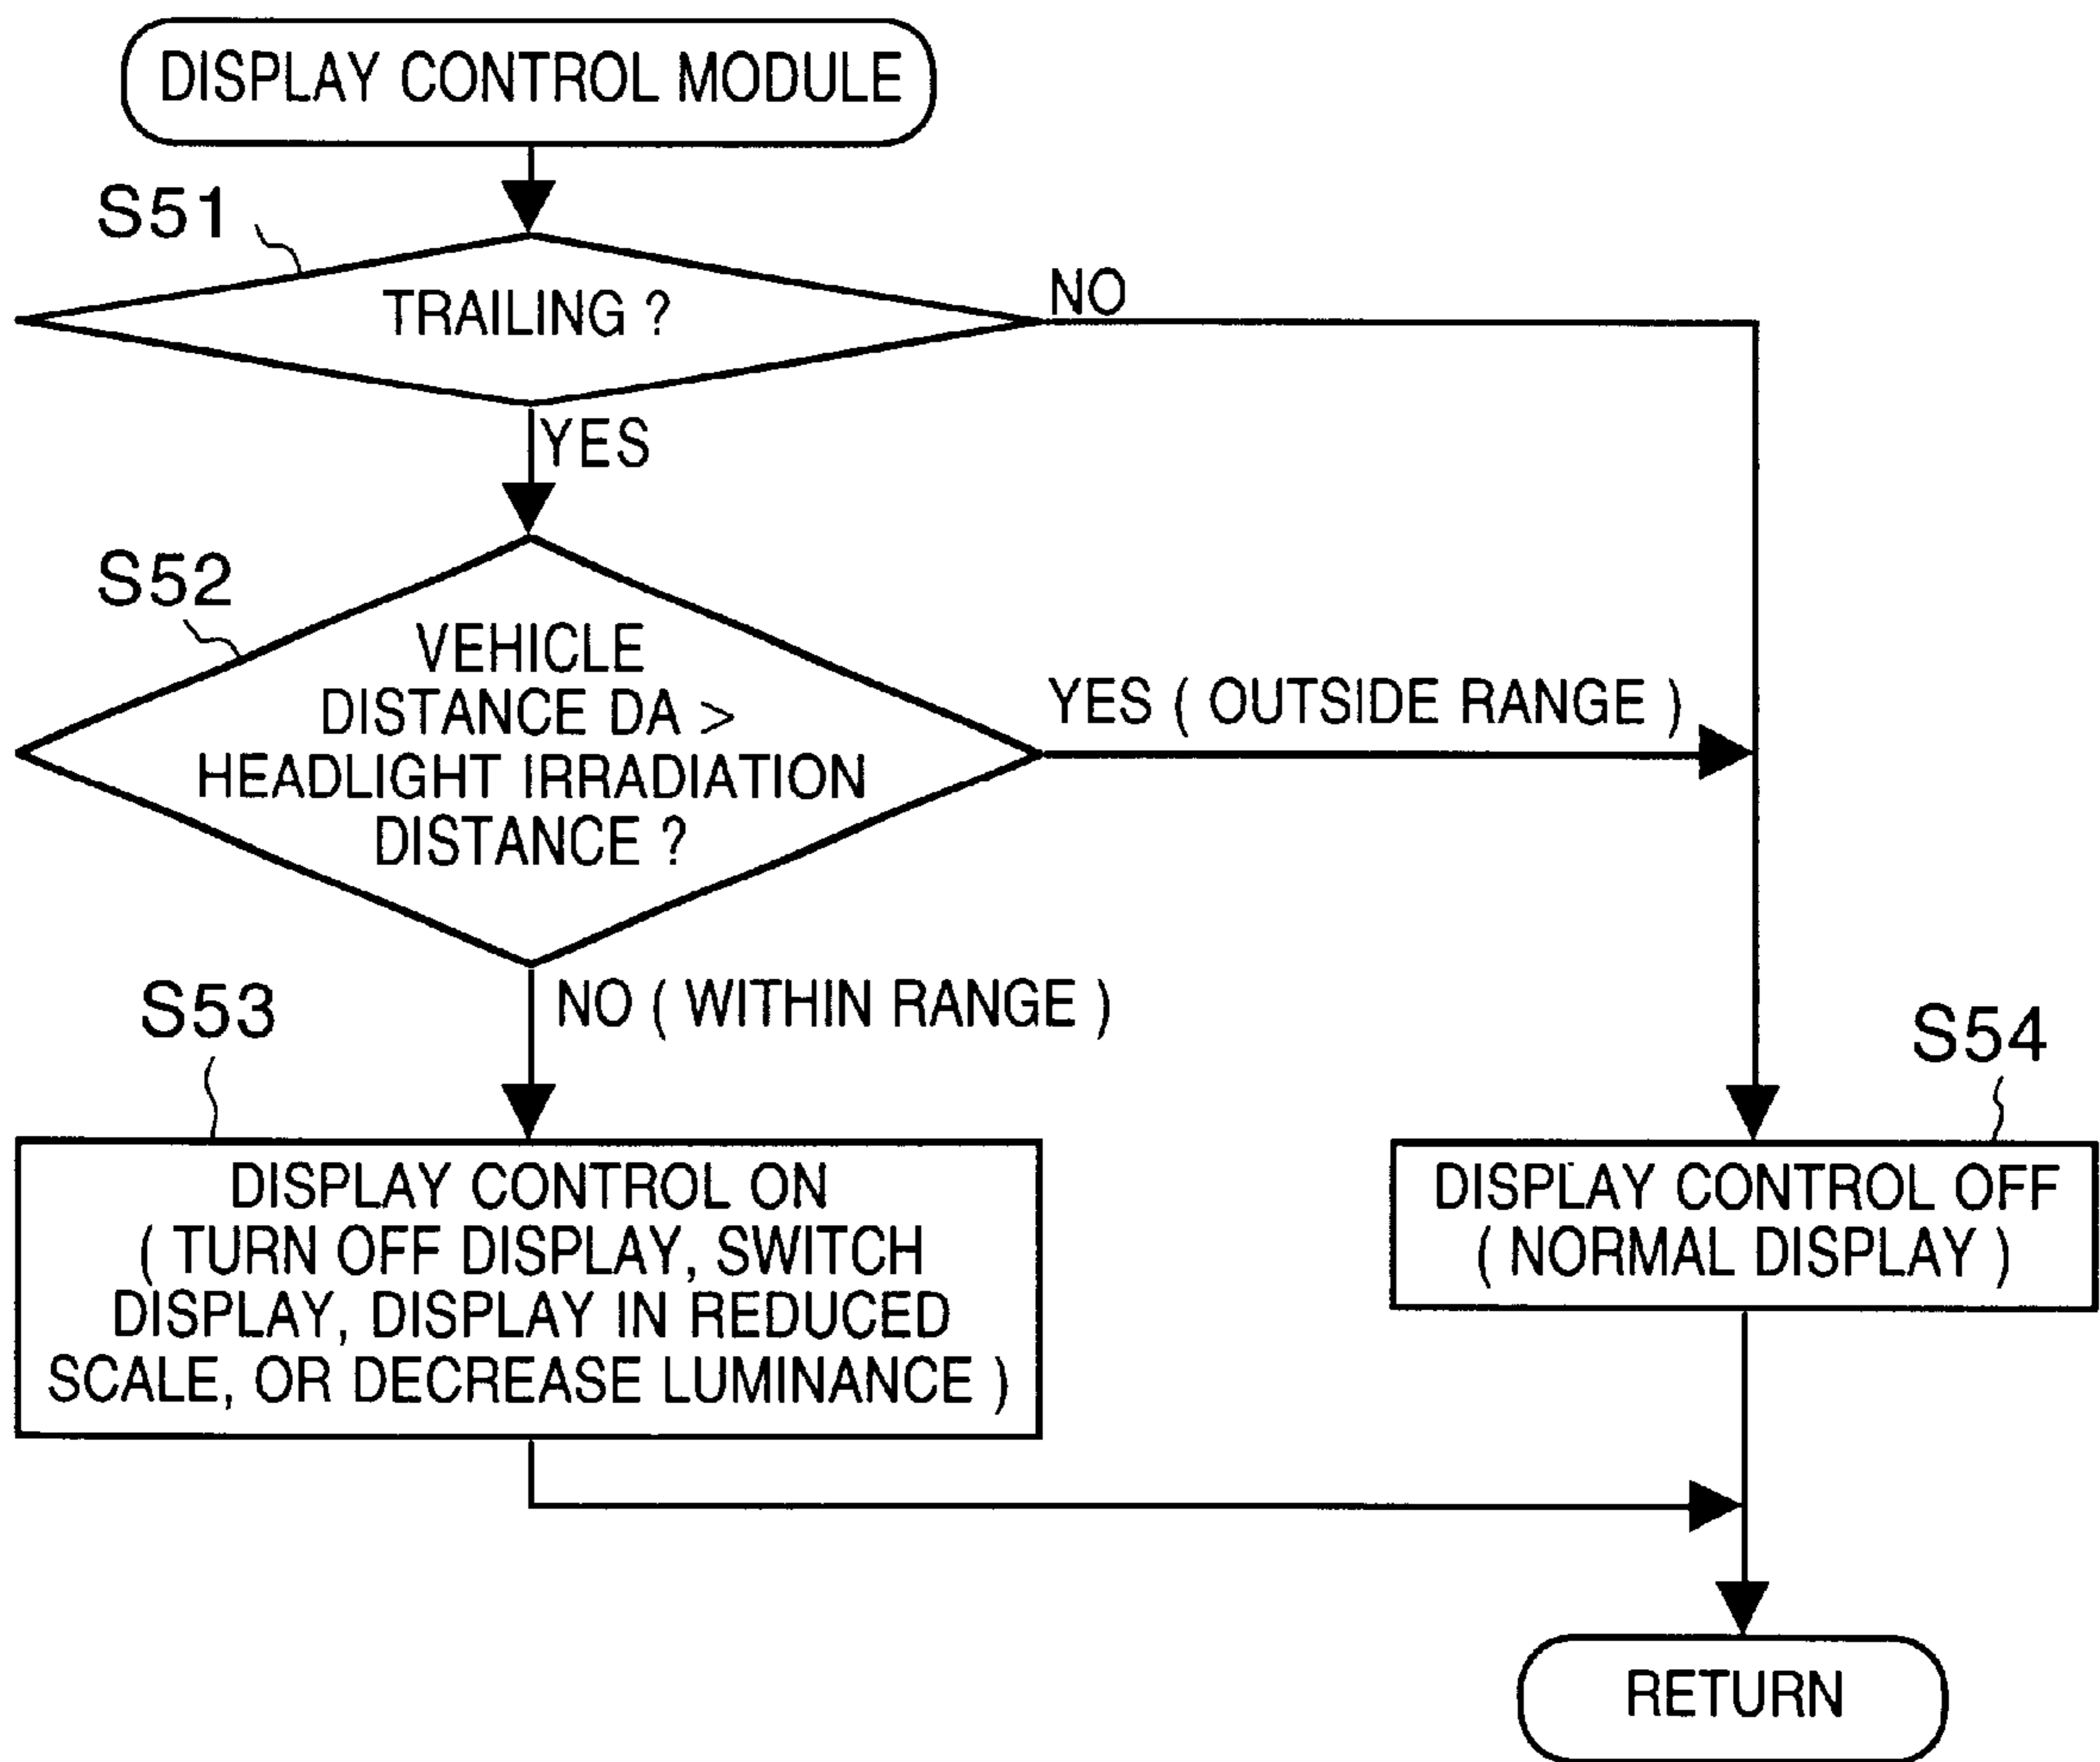 DISPLAY CONTROL MODULE
S51
TRAILING ?
NO
YES
S52
VEHICLE
DISTANCE DA >
HEADLIGHT IRRADIATION
DISTANCE ?
YES ( OUTSIDE RANGE )
NO ( WITHIN RANGE )
S53
S54
DISPLAY CONTROL ON
( TURN OFF DISPLAY, SWITCH
DISPLAY, DISPLAY IN REDUCED
SCALE, OR DECREASE LUMINANCE )
DISPLAY CONTROL OFF
( NORMAL DISPLAY )
RETURN